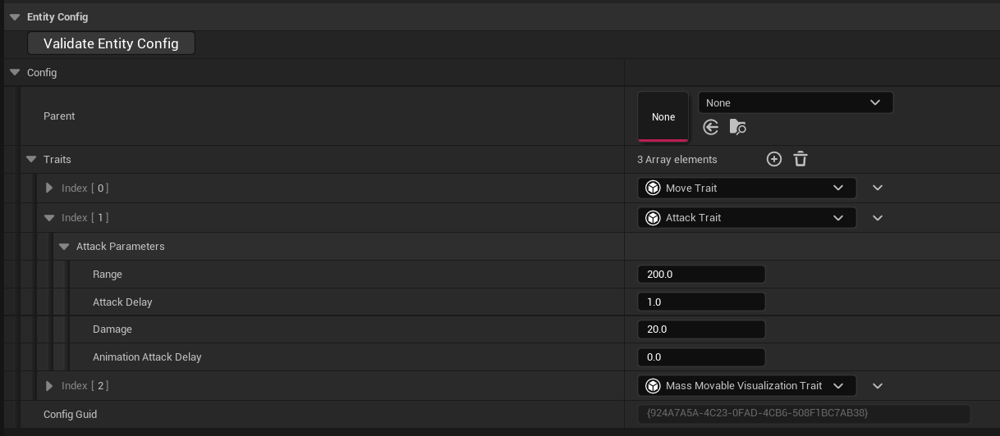 Entity Config
Validate Entity Config
Config
Parent None None
Traits 3 Array elements
Index [ 0 ] Move Trait
Index [ 1 ] Attack Trait
Attack Parameters
Range 200.0
Attack Delay 1.0
Damage 20.0
Animation Attack Delay 0.0
Index [ 2 ] Mass Movable Visualization Trait
Config Guid {924A7A5A-4C23-0FAD-4CB6-508F1BC7AB38}